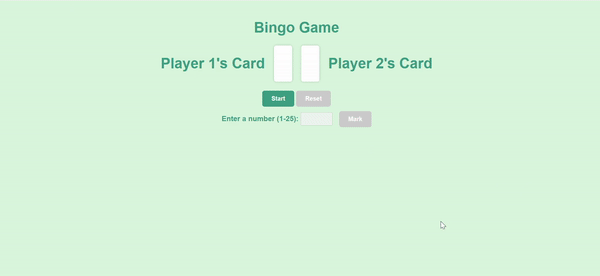 Bingo Game
Player 1's Card Player 2's Card
Start Reset
Enter a number (1-25): Mark